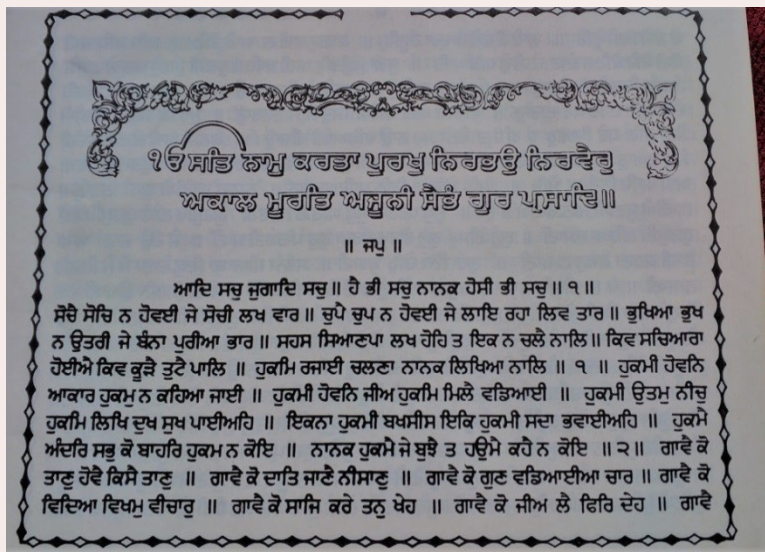 ੴ ਸਤਿ ਨਾਮੁ ਕਰਤਾ ਪੁਰਖੁ ਨਿਰਭਉ ਨਿਰਵੈਰੁ
ਅਕਾਲ ਮੂਰਤਿ ਅਜੂਨੀ ਸੈਭੰ ਗੁਰ ਪ੍ਰਸਾਦਿ॥
॥ ਜਪੁ ॥
ਆਦਿ ਸਚੁ ਜੁਗਾਦਿ ਸਚੁ॥ ਹੈ ਭੀ ਸਚੁ ਨਾਨਕ ਹੋਸੀ ਭੀ ਸਚੁ॥ ੧॥
ਸੋਚੈ ਸੋਚਿ ਨ ਹੋਵਈ ਜੇ ਸੋਚੀ ਲਖ ਵਾਰ॥ ਚੁਪੈ ਚੁਪ ਨ ਹੋਵਈ ਜੇ ਲਾਇ ਰਹਾ ਲਿਵ ਤਾਰ॥ ਭੁਖਿਆ ਭੁਖ
ਨ ਉਤਰੀ ਜੇ ਬੰਨਾ ਪੁਰੀਆ ਭਾਰ॥ ਸਹਸ ਸਿਆਣਪਾ ਲਖ ਹੋਹਿ ਤ ਇਕ ਨ ਚਲੈ ਨਾਲਿ॥ ਕਿਵ ਸਚਿਆਰਾ
ਹੋਈਐ ਕਿਵ ਕੂੜੈ ਤੁਟੈ ਪਾਲਿ ॥ ਹੁਕਮਿ ਰਜਾਈ ਚਲਣਾ ਨਾਨਕ ਲਿਖਿਆ ਨਾਲਿ ॥ ੧ ॥ ਹੁਕਮੀ ਹੋਵਨਿ
ਆਕਾਰ ਹੁਕਮੁ ਨ ਕਹਿਆ ਜਾਈ ॥ ਹੁਕਮੀ ਹੋਵਨਿ ਜੀਅ ਹੁਕਮਿ ਮਿਲੈ ਵਡਿਆਈ ॥ ਹੁਕਮੀ ਉਤਮੁ ਨੀਚੁ
ਹੁਕਮਿ ਲਿਖਿ ਦੁਖ ਸੁਖ ਪਾਈਅਹਿ ॥ ਇਕਨਾ ਹੁਕਮੀ ਬਖਸੀਸ ਇਕਿ ਹੁਕਮੀ ਸਦਾ ਭਵਾਈਅਹਿ ॥ ਹੁਕਮੈ
ਅੰਦਰਿ ਸਭੁ ਕੋ ਬਾਹਰਿ ਹੁਕਮ ਨ ਕੋਇ ॥ ਨਾਨਕ ਹੁਕਮੈ ਜੇ ਬੁਝੈ ਤ ਹਉਮੈ ਕਹੈ ਨ ਕੋਇ ॥ ੨॥ ਗਾਵੈ ਕੋ
ਤਾਣੁ ਹੋਵੈ ਕਿਸੈ ਤਾਣੁ ॥ ਗਾਵੈ ਕੋ ਦਾਤਿ ਜਾਣੈ ਨੀਸਾਣੁ ॥ ਗਾਵੈ ਕੋ ਗੁਣ ਵਡਿਆਈਆ ਚਾਰ ॥ ਗਾਵੈ ਕੋ
ਵਿਦਿਆ ਵਿਖਮੁ ਵੀਚਾਰੁ ॥ ਗਾਵੈ ਕੋ ਸਾਜਿ ਕਰੇ ਤਨੁ ਖੇਹ ॥ ਗਾਵੈ ਕੋ ਜੀਅ ਲੈ ਫਿਰਿ ਦੇਹ ॥ ਗਾਵੈ